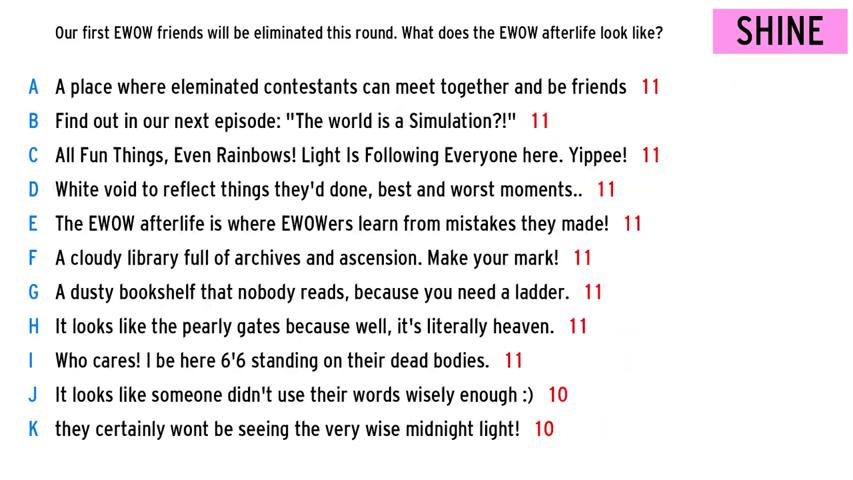 Our first EWOW friends will be eliminated this round. What does the EWOW afterlife look like?
SHINE
A A place where eleminated contestants can meet together and be friends 11
B Find out in our next episode: "The world is a Simulation?!" 11
C All Fun Things, Even Rainbows! Light Is Following Everyone here. Yippee! 11
D White void to reflect things they'd done, best and worst moments.. 11
E The EWOW afterlife is where EWOWers learn from mistakes they made! 11
F A cloudy library full of archives and ascension. Make your mark! 11
G A dusty bookshelf that nobody reads, because you need a ladder. 11
H It looks like the pearly gates because well, it's literally heaven. 11
I Who cares! I be here 6'6 standing on their dead bodies. 11
J It looks like someone didn't use their words wisely enough :) 10
K they certainly wont be seeing the very wise midnight light! 10